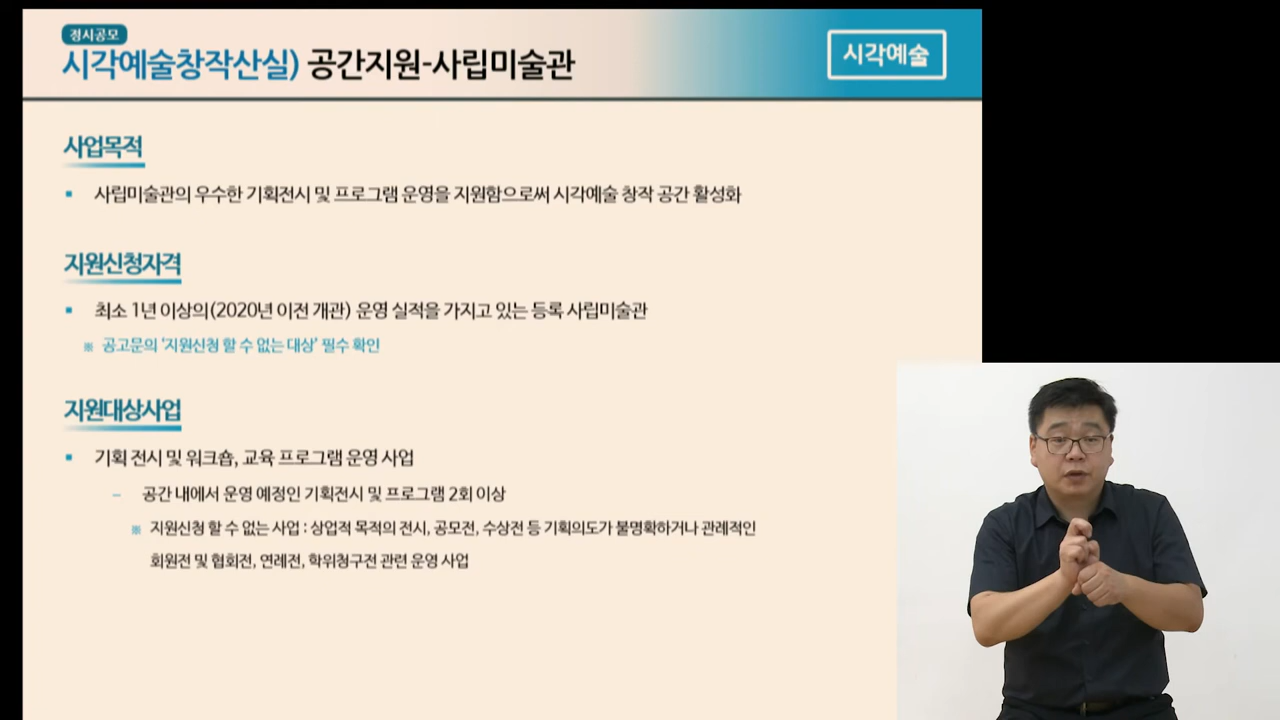 정시공모
시각예술창작산실) 공간지원-사립미술관
시각예술
사업목적
▪ 사립미술관의 우수한 기획전시 및 프로그램 운영을 지원함으로써 시각예술 창작 공간 활성화
지원신청자격
▪ 최소 1년 이상의(2020년 이전 개관) 운영 실적을 가지고 있는 등록 사립미술관
※ 공고문의 ‘지원신청 할 수 없는 대상’ 필수 확인
지원대상사업
▪ 기획 전시 및 워크숍, 교육 프로그램 운영 사업
– 공간 내에서 운영 예정인 기획전시 및 프로그램 2회 이상
※ 지원신청 할 수 없는 사업 : 상업적 목적의 전시, 공모전, 수상전 등 기획의도가 불명확하거나 관례적인
회원전 및 협회전, 연례전, 학위청구전 관련 운영 사업